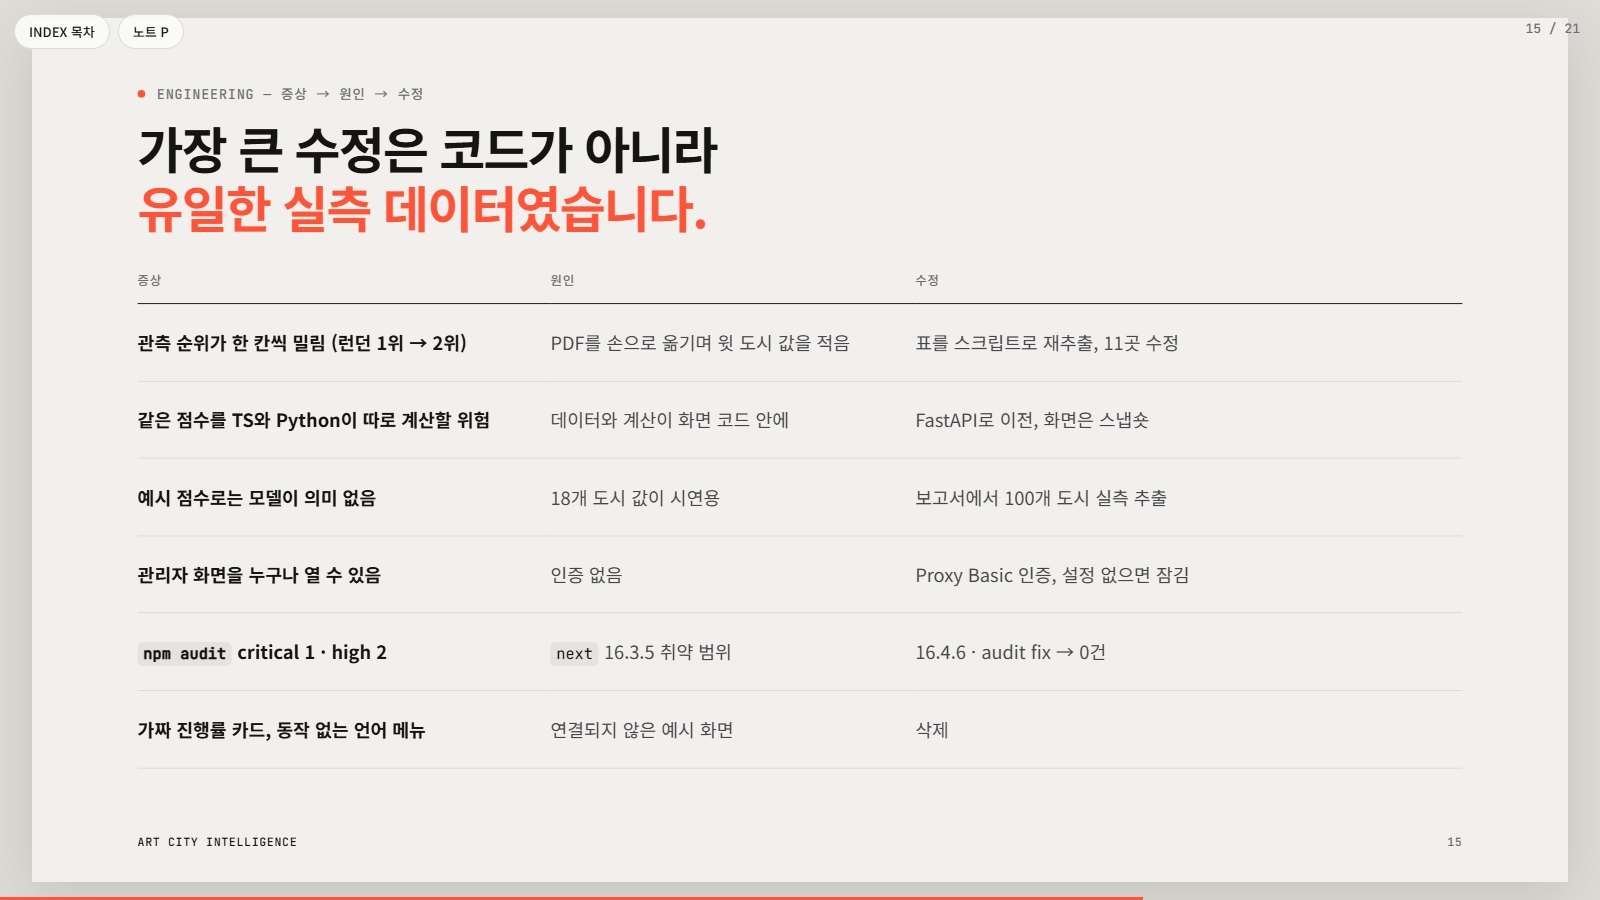 INDEX 목차
노트 P
15 / 21
ENGINEERING — 증상 → 원인 → 수정
가장 큰 수정은 코드가 아니라
유일한 실측 데이터였습니다.
증상 원인 수정
관측 순위가 한 칸씩 밀림 (런던 1위 → 2위) PDF를 손으로 옮기며 윗 도시 값을 적음 표를 스크립트로 재추출, 11곳 수정
같은 점수를 TS와 Python이 따로 계산할 위험 데이터와 계산이 화면 코드 안에 FastAPI로 이전, 화면은 스냅숏
예시 점수로는 모델이 의미 없음 18개 도시 값이 시연용 보고서에서 100개 도시 실측 추출
관리자 화면을 누구나 열 수 있음 인증 없음 Proxy Basic 인증, 설정 없으면 잠김
npm audit critical 1 · high 2 next 16.3.5 취약 범위 16.4.6 · audit fix → 0건
가짜 진행률 카드, 동작 없는 언어 메뉴 연결되지 않은 예시 화면 삭제
ART CITY INTELLIGENCE
15